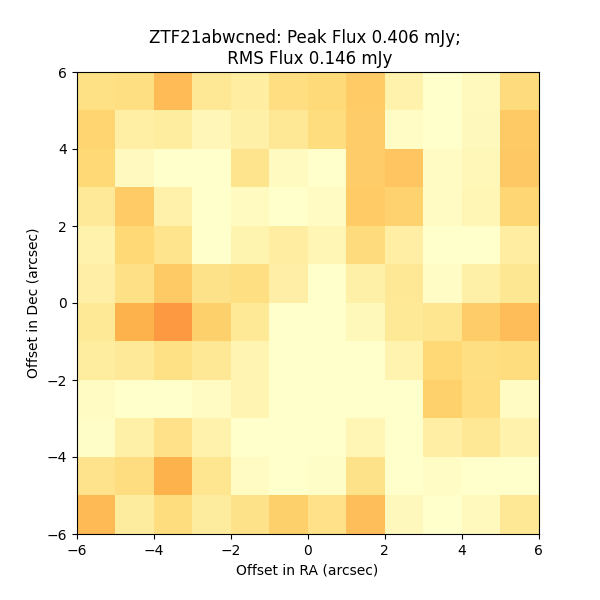 ZTF21abwcned: Peak Flux 0.406 mJy;
RMS Flux 0.146 mJy
6
4
2
0
−2
−4
−6
Offset in Dec (arcsec)
−6 −4 −2 0 2 4 6
Offset in RA (arcsec)